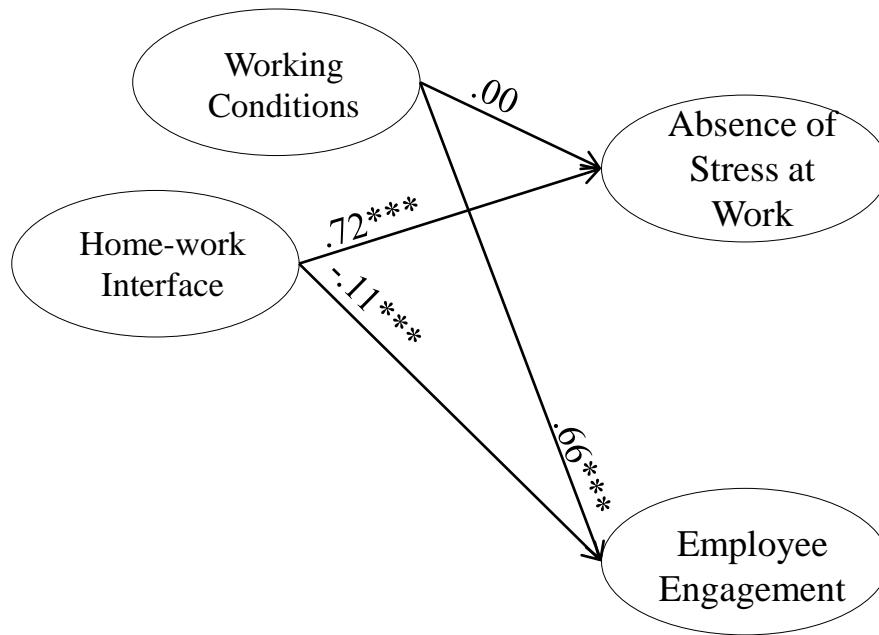 Working
Conditions
.00
Absence of
Stress at
Work
.72***
Home-work
Interface
-.11***
.66***
Employee
Engagement